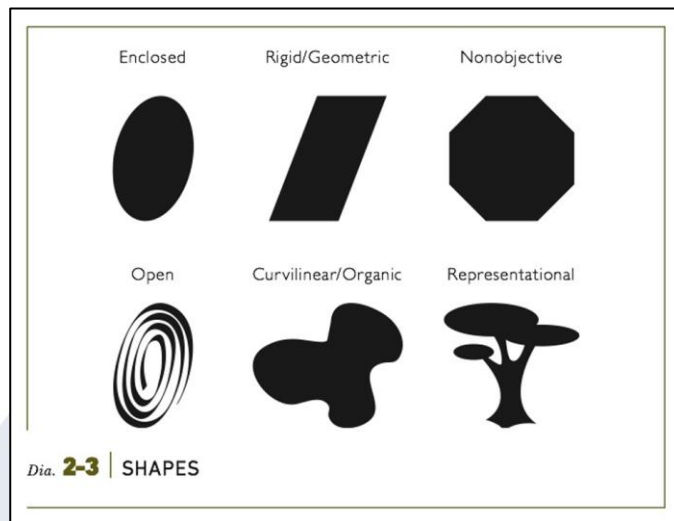 Enclosed Rigid/Geometric Nonobjective
Open Curvilinear/Organic Representational
Dia. 2-3 | SHAPES